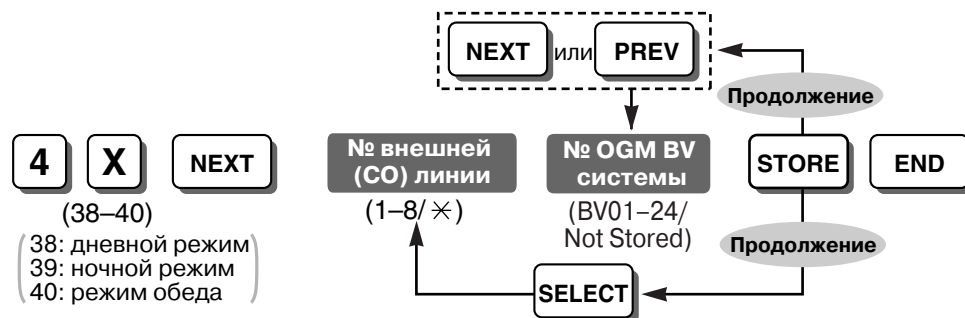 NEXT или PREV
Продолжение
4 X NEXT
№ внешней
(CO) линии
№ OGM BV
системы
STORE END
(38–40)
(1–8/ ✳)
(BV01–24/
Not Stored)
38: дневной режим
39: ночной режим
40: режим обеда
Продолжение
SELECT